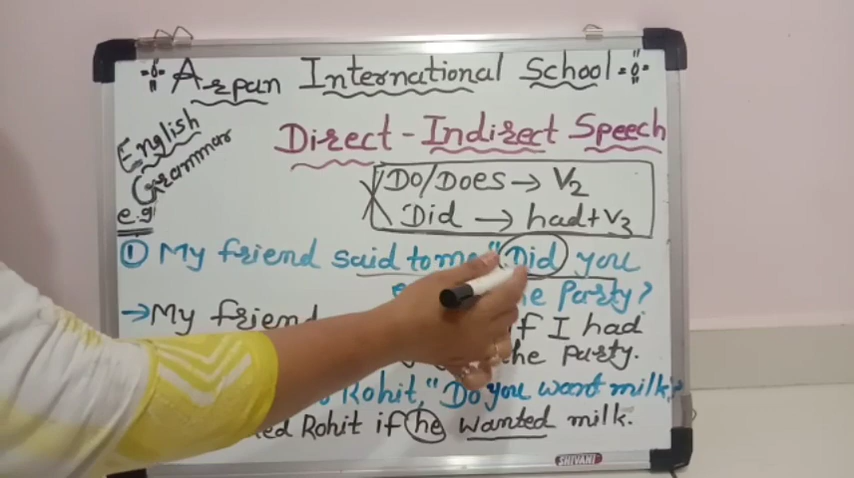 Arpan International School
English Grammar
Direct - Indirect Speech
Do/Does → V2
Did → had + V3
e.g
① My friend said to me, "Did you
the Party?
→ My friend if I had
the party.
Rohit, "Do you want milk?
Rohit if he wanted milk.
SHIVANI